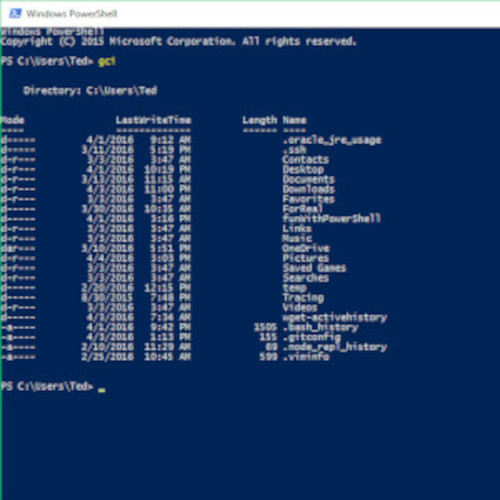 Windows PowerShell
Windows PowerShell
Copyright (C) 2015 Microsoft Corporation. All rights reserved.
PS C:\Users\Ted> gci
Directory: C:\Users\Ted
Mode LastWriteTime Length Name
---- ------------- ------ ----
d----- 4/1/2016 9:12 AM .oracle_jre_usage
d----- 3/11/2016 5:19 PM .ssh
d-r--- 3/3/2016 3:47 AM Contacts
d-r--- 4/1/2016 10:19 PM Desktop
d-r--- 3/13/2016 11:15 AM Documents
d-r--- 4/3/2016 11:00 PM Downloads
d-r--- 3/3/2016 3:47 AM Favorites
d----- 3/30/2016 10:35 AM ForReal
d----- 4/1/2016 5:16 PM funWithPowerShell
d-r--- 3/3/2016 3:47 AM Links
d-r--- 3/3/2016 3:47 AM Music
dar--- 3/10/2016 5:51 PM OneDrive
d-r--- 4/4/2016 3:03 PM Pictures
d-r--- 3/3/2016 3:47 AM Saved Games
d-r--- 3/3/2016 3:47 AM Searches
d----- 2/20/2016 12:15 PM temp
d----- 8/30/2015 7:48 PM Tracing
d-r--- 3/3/2016 3:47 AM Videos
d----- 4/3/2016 7:34 AM wget-activehistory
-a---- 4/1/2016 9:42 PM 1505 .bash_history
-a---- 4/3/2016 1:13 PM 155 .gitconfig
-a---- 2/10/2016 11:29 AM 69 .node_repl_history
-a---- 2/25/2016 10:45 AM 599 .viminfo
PS C:\Users\Ted> _